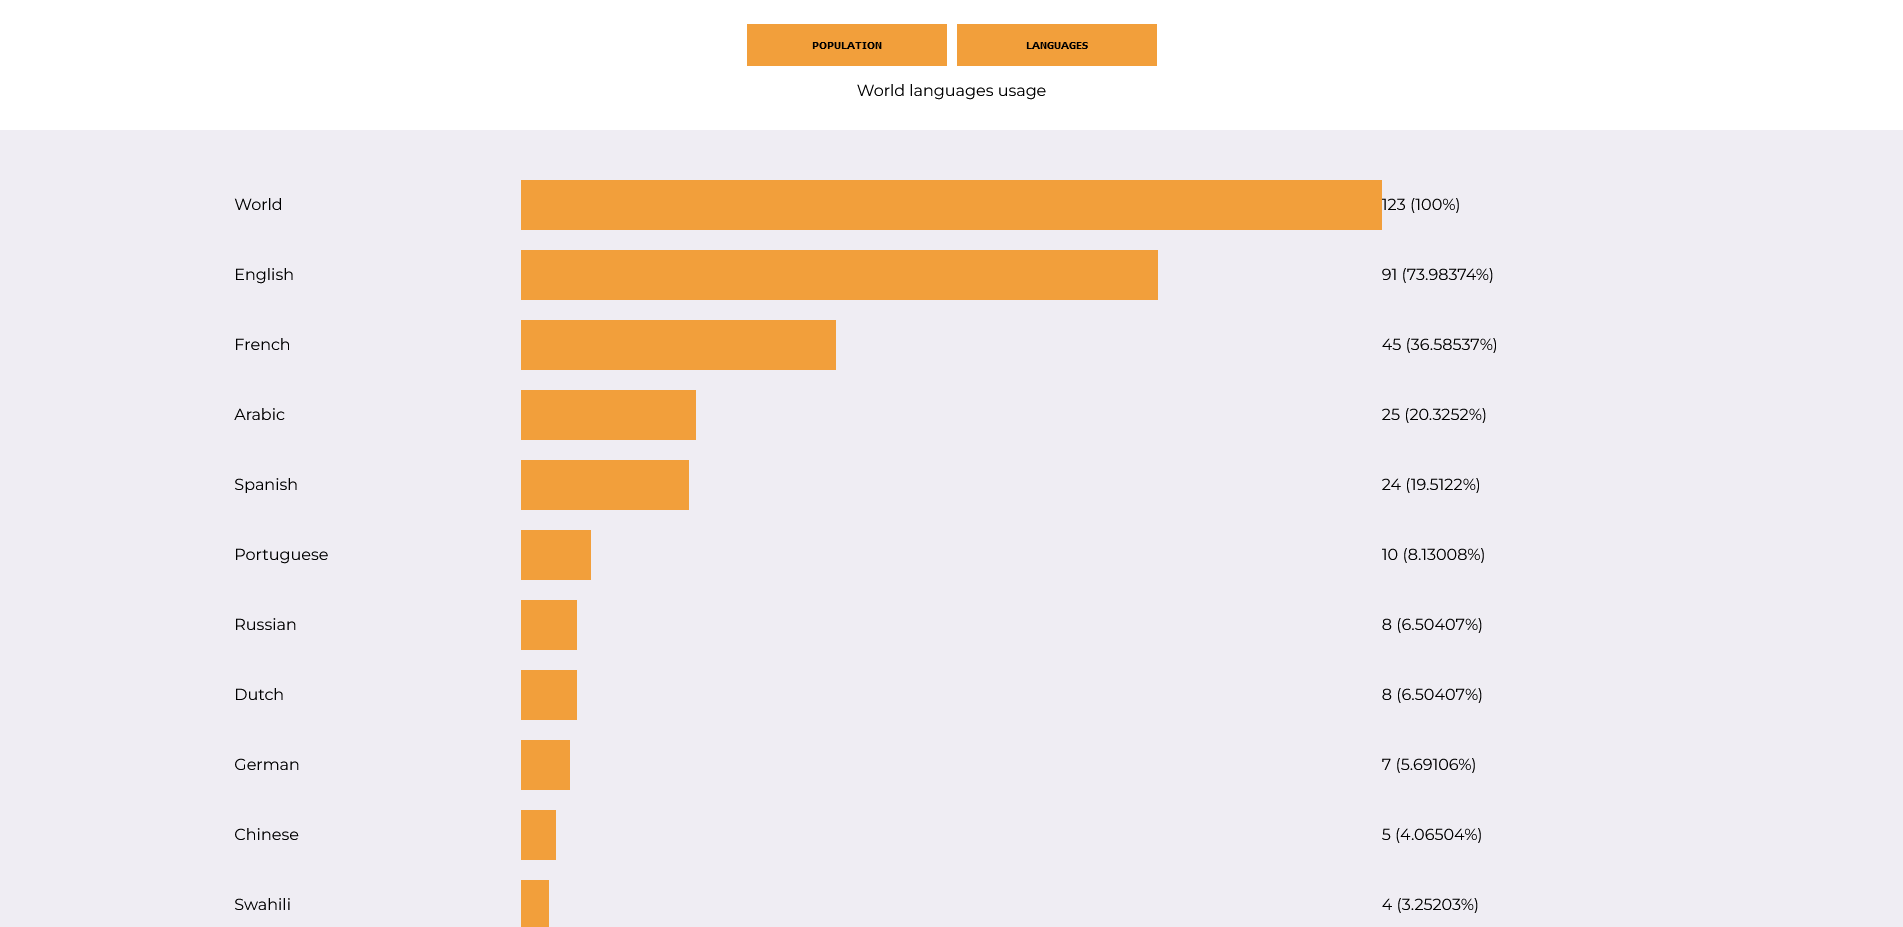 POPULATION LANGUAGES
World languages usage
World 123 (100%)
English 91 (73.98374%)
French 45 (36.58537%)
Arabic 25 (20.3252%)
Spanish 24 (19.5122%)
Portuguese 10 (8.13008%)
Russian 8 (6.50407%)
Dutch 8 (6.50407%)
German 7 (5.69106%)
Chinese 5 (4.06504%)
Swahili 4 (3.25203%)